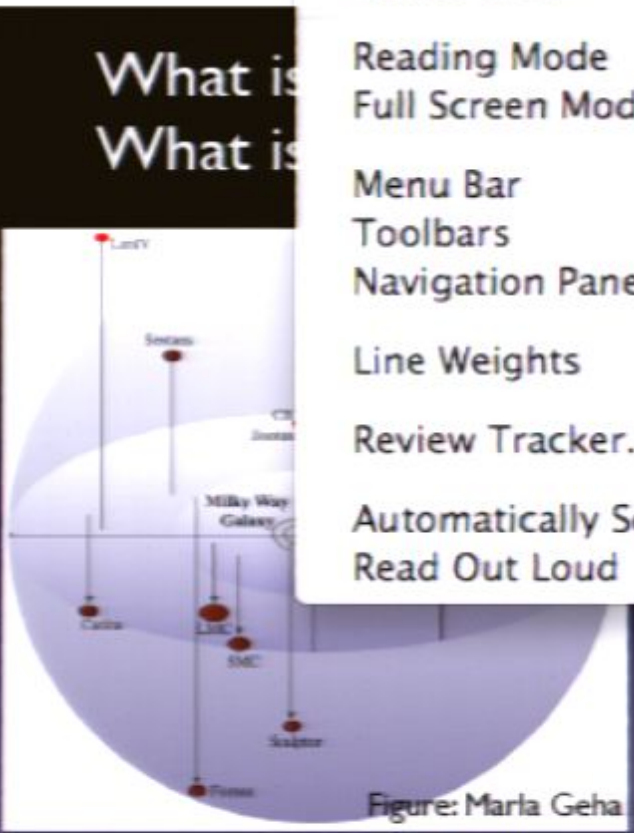 What is
What is
Reading Mode
Full Screen Mod
Menu Bar
Toolbars
Navigation Pane
Line Weights
Review Tracker.
Automatically Se
Read Out Loud
Sextans
Milky Way
Galaxy
Carina
LMC
SMC
Sculptor
Fornax
Figure: Marla Geha